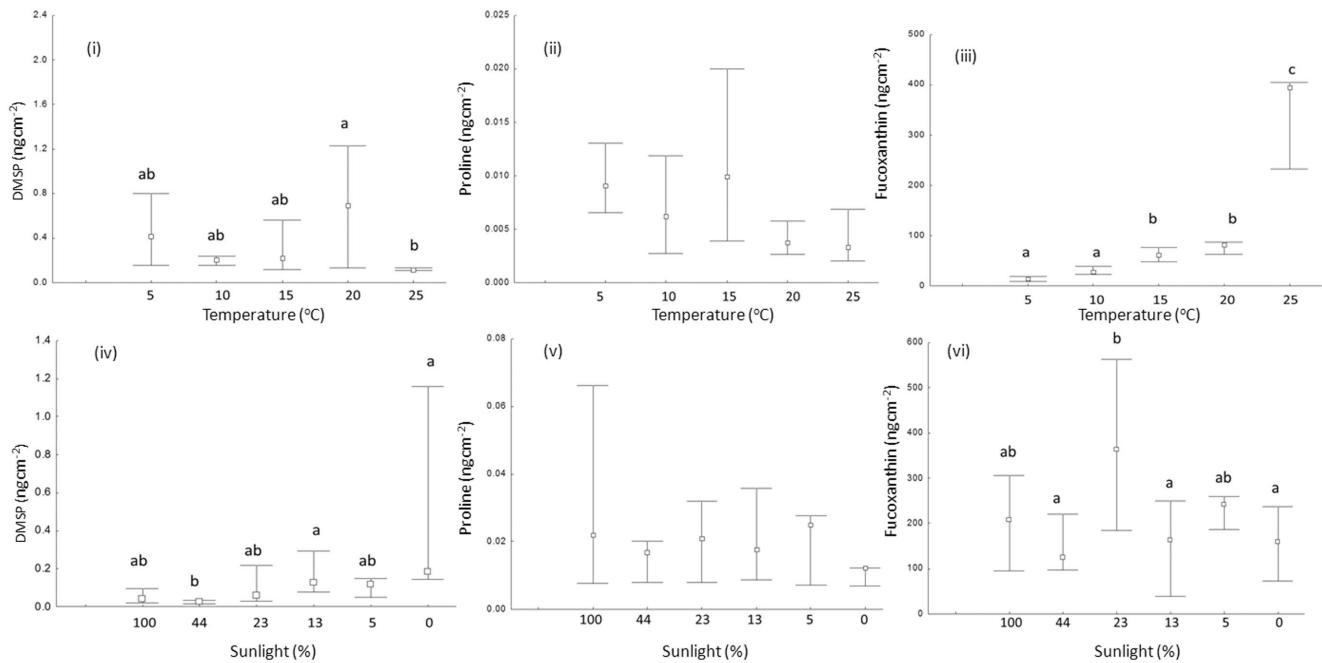 (i)
DMSP (ngcm⁻²)
2.4
2.0
1.6
1.2
0.8
0.4
0.0
ab
ab
ab
a
b
5 10 15 20 25
Temperature (°C)
(ii)
Proline (ngcm⁻²)
0.025
0.020
0.015
0.010
0.005
0.000
5 10 15 20 25
Temperature (°C)
(iii)
Fucoxanthin (ngcm⁻²)
500
400
300
200
100
0
a
a
b
b
c
5 10 15 20 25
Temperature (°C)
(iv)
DMSP (ngcm⁻²)
1.4
1.2
1.0
0.8
0.6
0.4
0.2
0.0
ab
b
ab
a
ab
a
100 44 23 13 5 0
Sunlight (%)
(v)
Proline (ngcm⁻²)
0.08
0.06
0.04
0.02
0.00
100 44 23 13 5 0
Sunlight (%)
(vi)
Fucoxanthin (ngcm⁻²)
600
500
400
300
200
100
0
ab
a
b
a
ab
a
100 44 23 13 5 0
Sunlight (%)